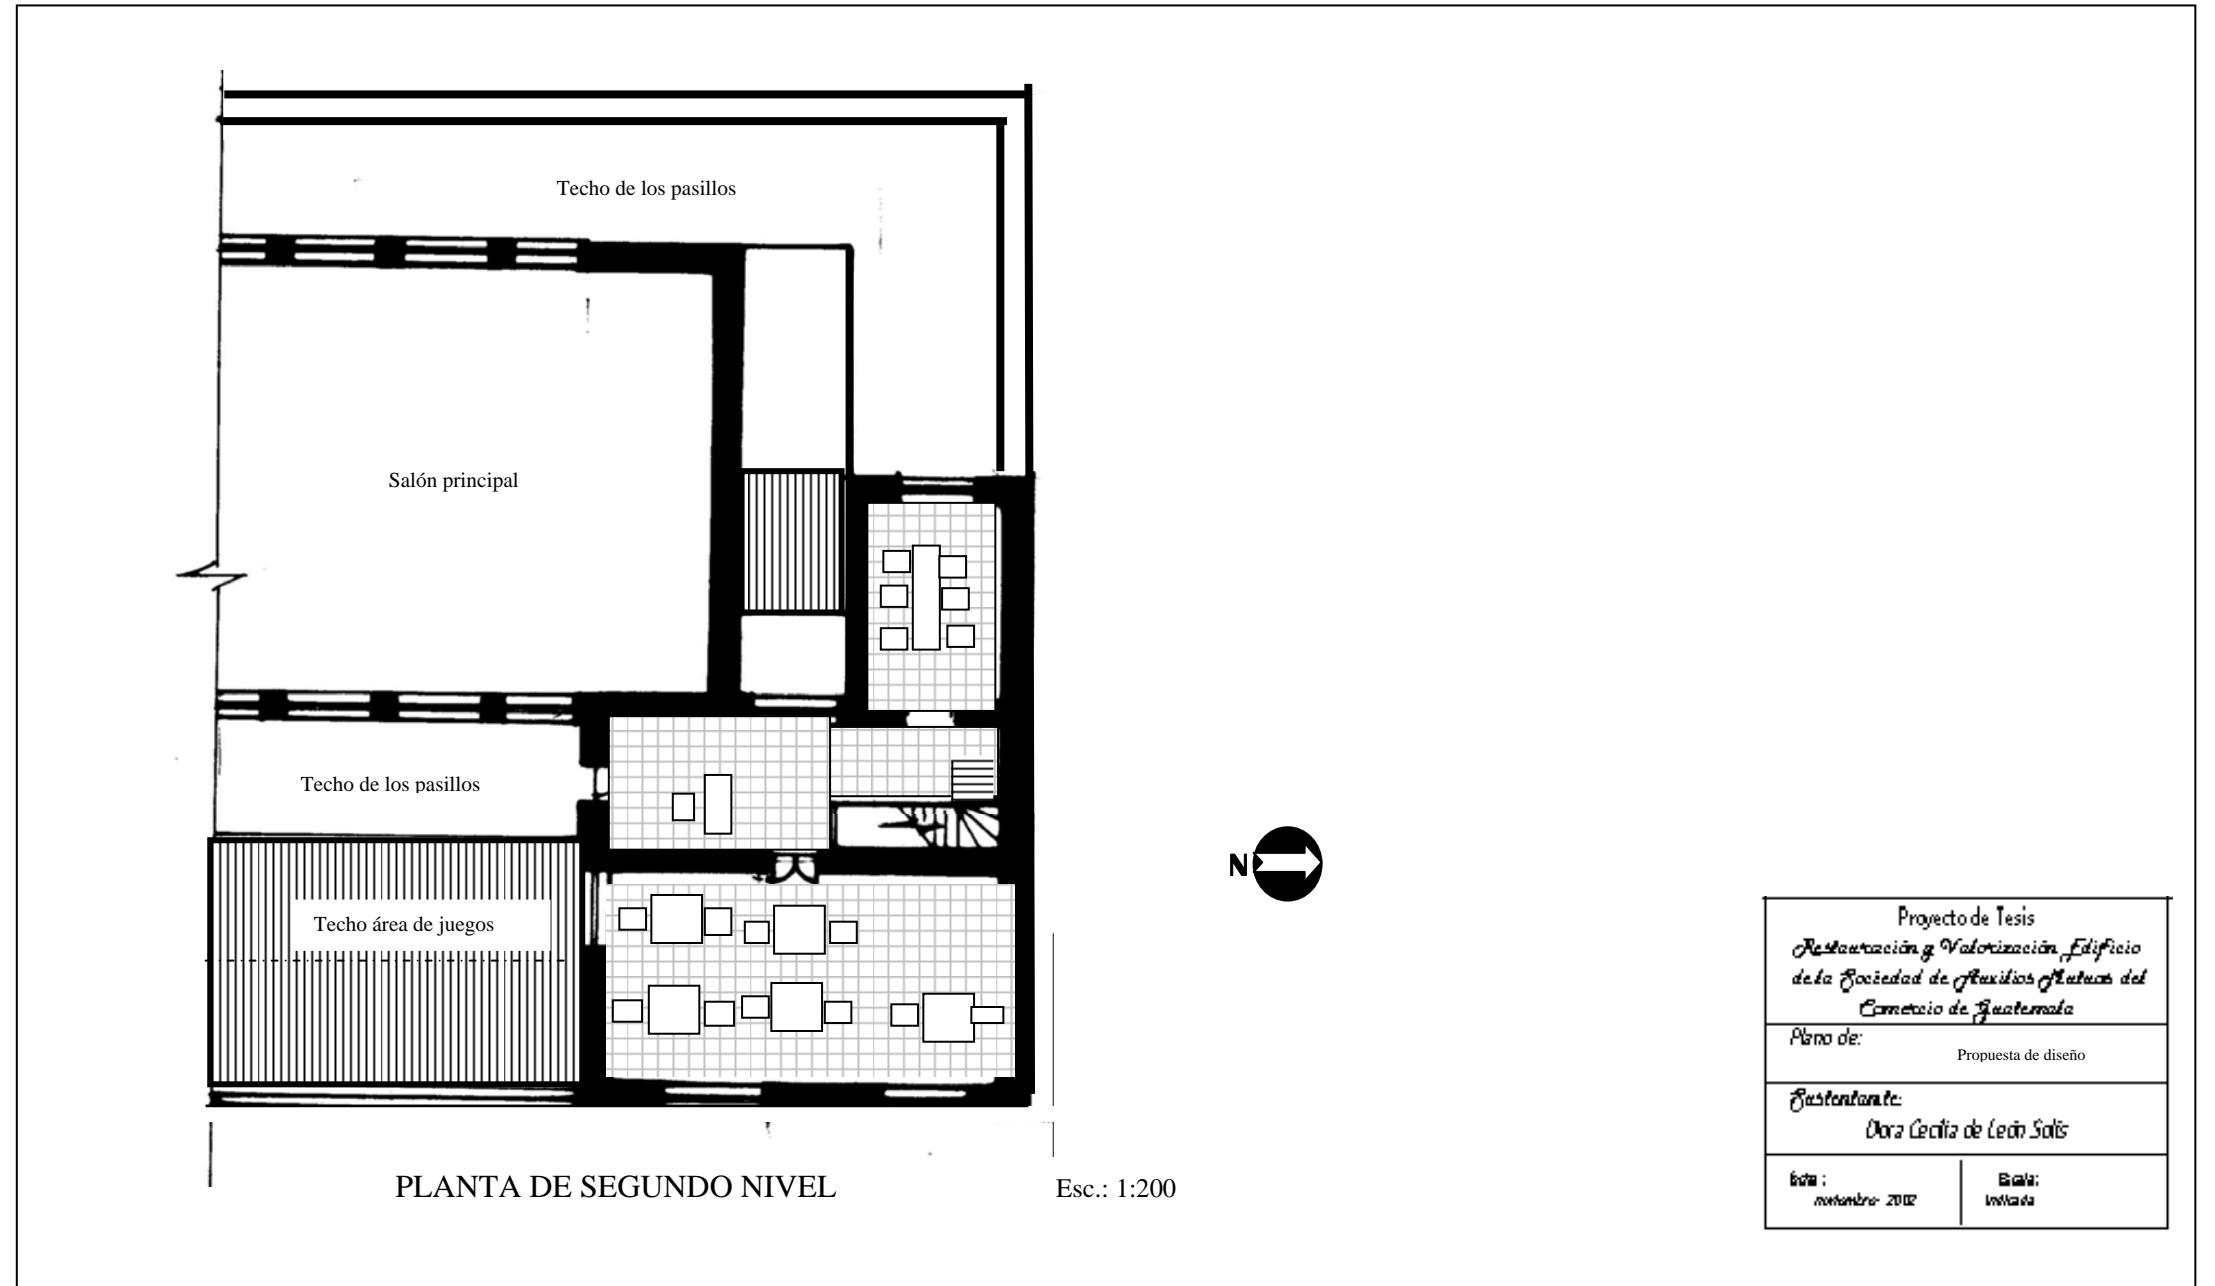 Techo de los pasillos
Salón principal
Techo de los pasillos
Techo área de juegos
N
PLANTA DE SEGUNDO NIVEL
Esc.: 1:200
Proyecto de Tesis
Restauración y Valorización Edificio
de la Sociedad de Auxilios Mutuos del
Comercio de Guatemala
Plano de:
Propuesta de diseño
Sustentante:
Dora Cecilia de León Solís
fecha :
noviembre- 2002
Escala:
Indicada